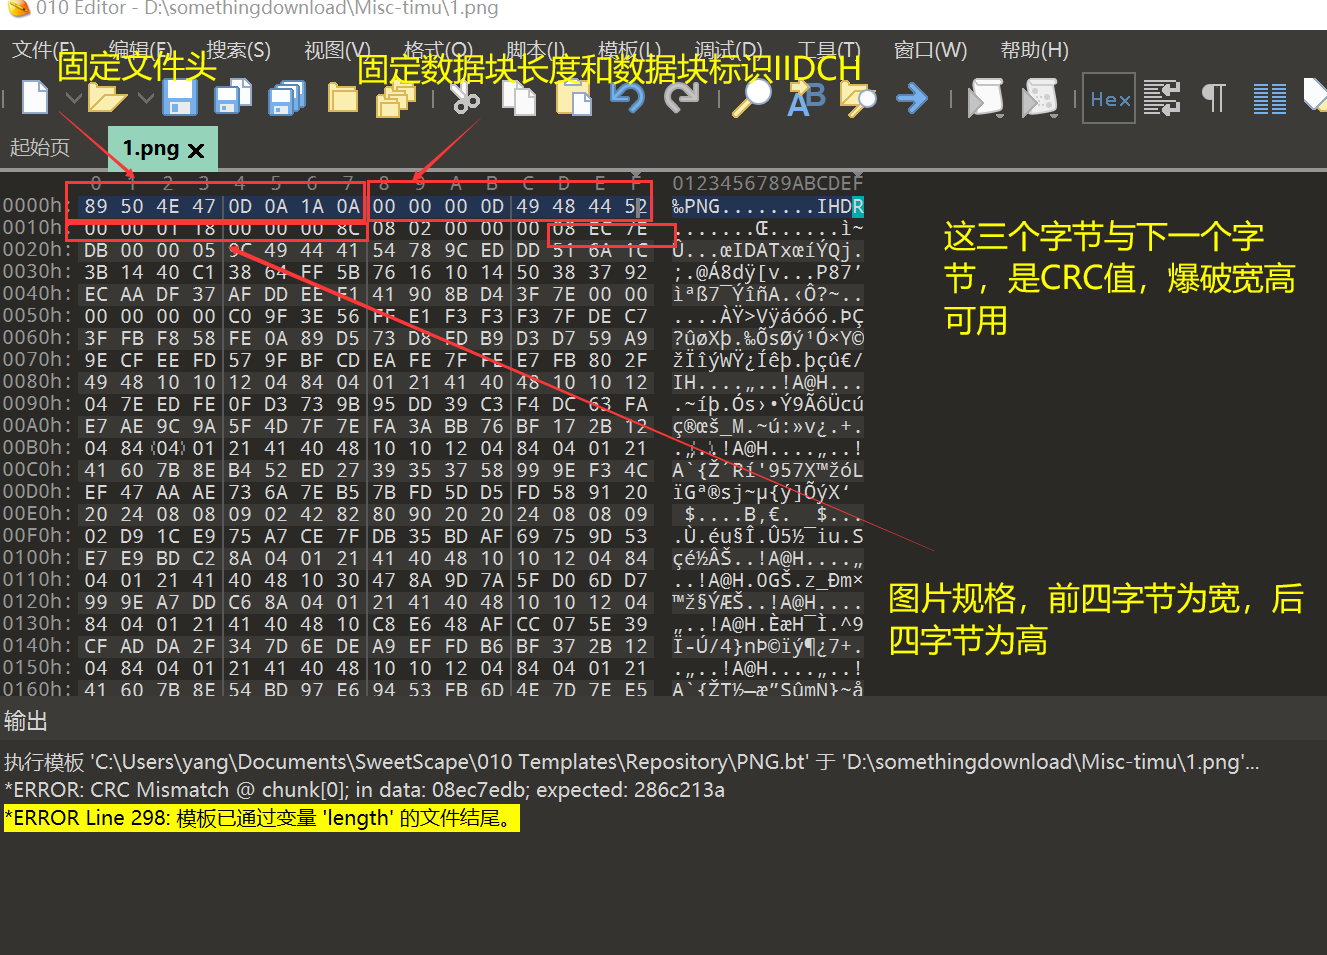 010 Editor - D:\somethingdownload\Misc-timu\1.png
文件(F) 编辑(E) 搜索(S) 视图(V) 格式(O) 脚本(I) 模板(L) 调试(D) 工具(T) 窗口(W) 帮助(H)
固定文件头
固定数据块长度和数据块标识IIDCH
Hex
起始页
1.png
0 1 2 3 4 5 6 7 8 9 A B C D E F 0123456789ABCDEF
0000h: 89 50 4E 47 0D 0A 1A 0A 00 00 00 0D 49 48 44 52 ‰PNG........IHDR
0010h: 00 00 01 18 00 00 00 8C 08 02 00 00 00 08 EC 7E .......Œ......ì~
0020h: DB 00 00 05 9C 49 44 41 54 78 9C ED DD 51 6A 1C Û...œIDATxœíÝQj.
0030h: 3B 14 40 C1 38 64 FF 5B 76 16 10 14 50 38 37 92 ;.@Á8dÿ[v...P87’
0040h: EC AA DF 37 AF DD EE F1 41 90 8B D4 3F 7E 00 00 ìªß7¯ÝîñA.‹Ô?~..
0050h: 00 00 00 00 C0 9F 3E 56 FF E1 F3 F3 F3 7F DE C7 ....ÀŸ>Vÿáóóó.ÞÇ
0060h: 3F FB F8 58 FE 0A 89 D5 73 D8 FD B9 D3 D7 59 A9 ?ûøXþ.‰ÕsØý¹Ó×Y©
0070h: 9E CF EE FD 57 9F BF CD EA FE 7F FE E7 FB 80 2F žÏîýWŸ¿Íêþ.þçû€/
0080h: 49 48 10 10 12 04 84 04 01 21 41 40 48 10 10 12 IH....„..!A@H...
0090h: 04 7E ED FE 0F D3 73 9B 95 DD 39 C3 F4 DC 63 FA .~íþ.Ós›•Ý9ÃôÜcú
00A0h: E7 AE 9C 9A 5F 4D 7F 7E FA 3A BB 76 BF 17 2B 12 ç®œš_M.~ú:»v¿.+.
00B0h: 04 84 04 01 21 41 40 48 10 10 12 04 84 04 01 21 .„..!A@H....„..!
00C0h: 41 60 7B 8E B4 52 ED 27 39 35 37 58 99 9E F3 4C A`{Ž´Rí'957X™žóL
00D0h: EF 47 AA AE 73 6A 7E B5 7B FD 5D D5 FD 58 91 20 ïGª®sj~µ{ý]ÕýX‘
00E0h: 20 24 08 08 09 02 42 82 80 90 20 20 24 08 08 09 $....B‚€. $...
00F0h: 02 D9 1C E9 75 A7 CE 7F DB 35 BD AF 69 75 9D 53 .Ù.éu§Î.Û5½¯iu.S
0100h: E7 E9 BD C2 8A 04 01 21 41 40 48 10 10 12 04 84 çé½ÂŠ..!A@H....„
0110h: 04 01 21 41 40 48 10 30 47 8A 9D 7A 5F D0 6D D7 ..!A@H.0GŠ.z_Ðm×
0120h: 99 9E A7 DD C6 8A 04 01 21 41 40 48 10 10 12 04 ™ž§ÝÆŠ..!A@H....
0130h: 84 04 01 21 41 40 48 10 C8 E6 48 AF CC 07 5E 39 „..!A@H.ÈæH¯Ì.^9
0140h: CF AD DA 2F 34 7D 6E DE A9 EF FD B6 BF 37 2B 12 Ï-Ú/4}nÞ©ïý¶¿7+.
0150h: 04 84 04 01 21 41 40 48 10 10 12 04 84 04 01 21 .„..!A@H....„..!
0160h: 41 60 7B 8E 54 BD 97 E6 94 53 FB 6D 4E 7D 7E E5 A`{ŽT½—æ”SûmN}~å
这三个字节与下一个字
节，是CRC值，爆破宽高
可用
图片规格，前四字节为宽，后
四字节为高
输出
执行模板 'C:\Users\yang\Documents\SweetScape\010 Templates\Repository\PNG.bt' 于 'D:\somethingdownload\Misc-timu\1.png'...
*ERROR: CRC Mismatch @ chunk[0]; in data: 08ec7edb; expected: 286c213a
*ERROR Line 298: 模板已通过变量 'length' 的文件结尾。